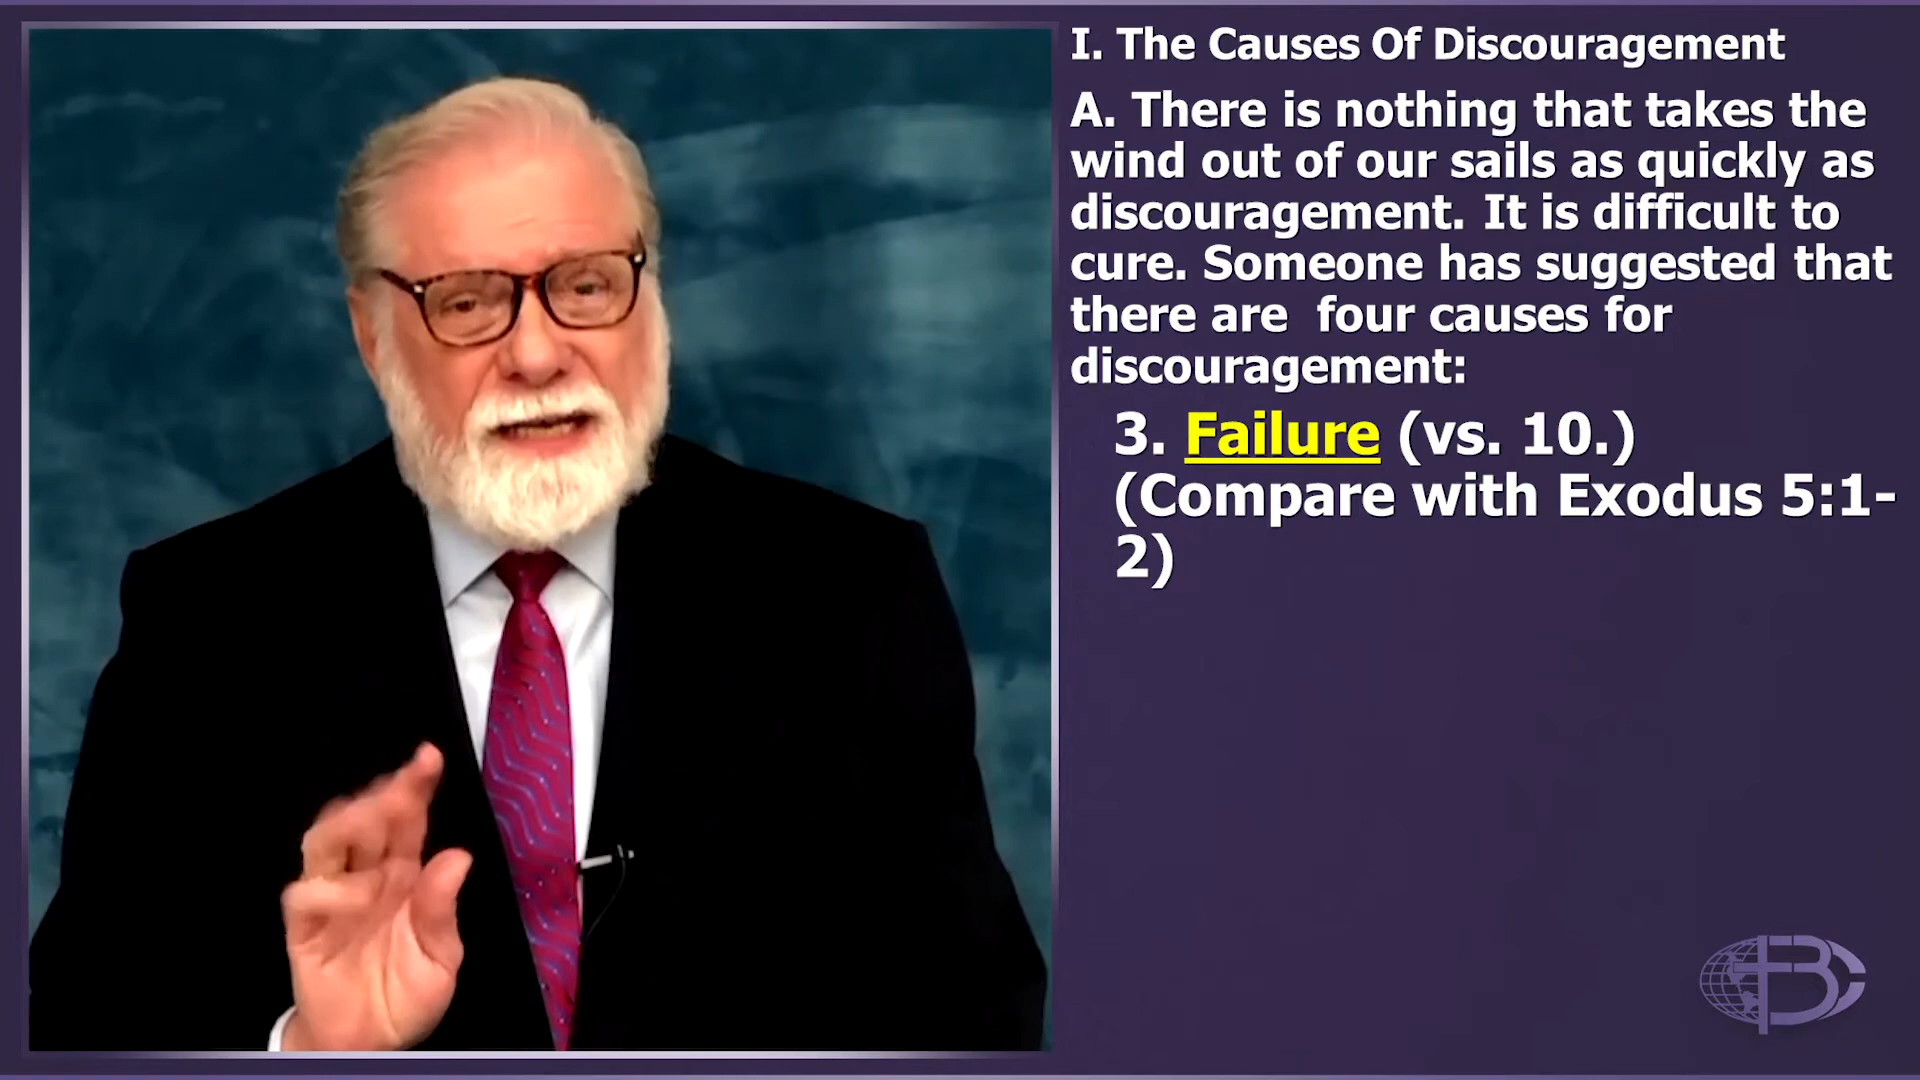 I. The Causes Of Discouragement
A. There is nothing that takes the
wind out of our sails as quickly as
discouragement. It is difficult to
cure. Someone has suggested that
there are  four causes for
discouragement:
3. Failure (vs. 10.)
(Compare with Exodus 5:1-
2)
FBC